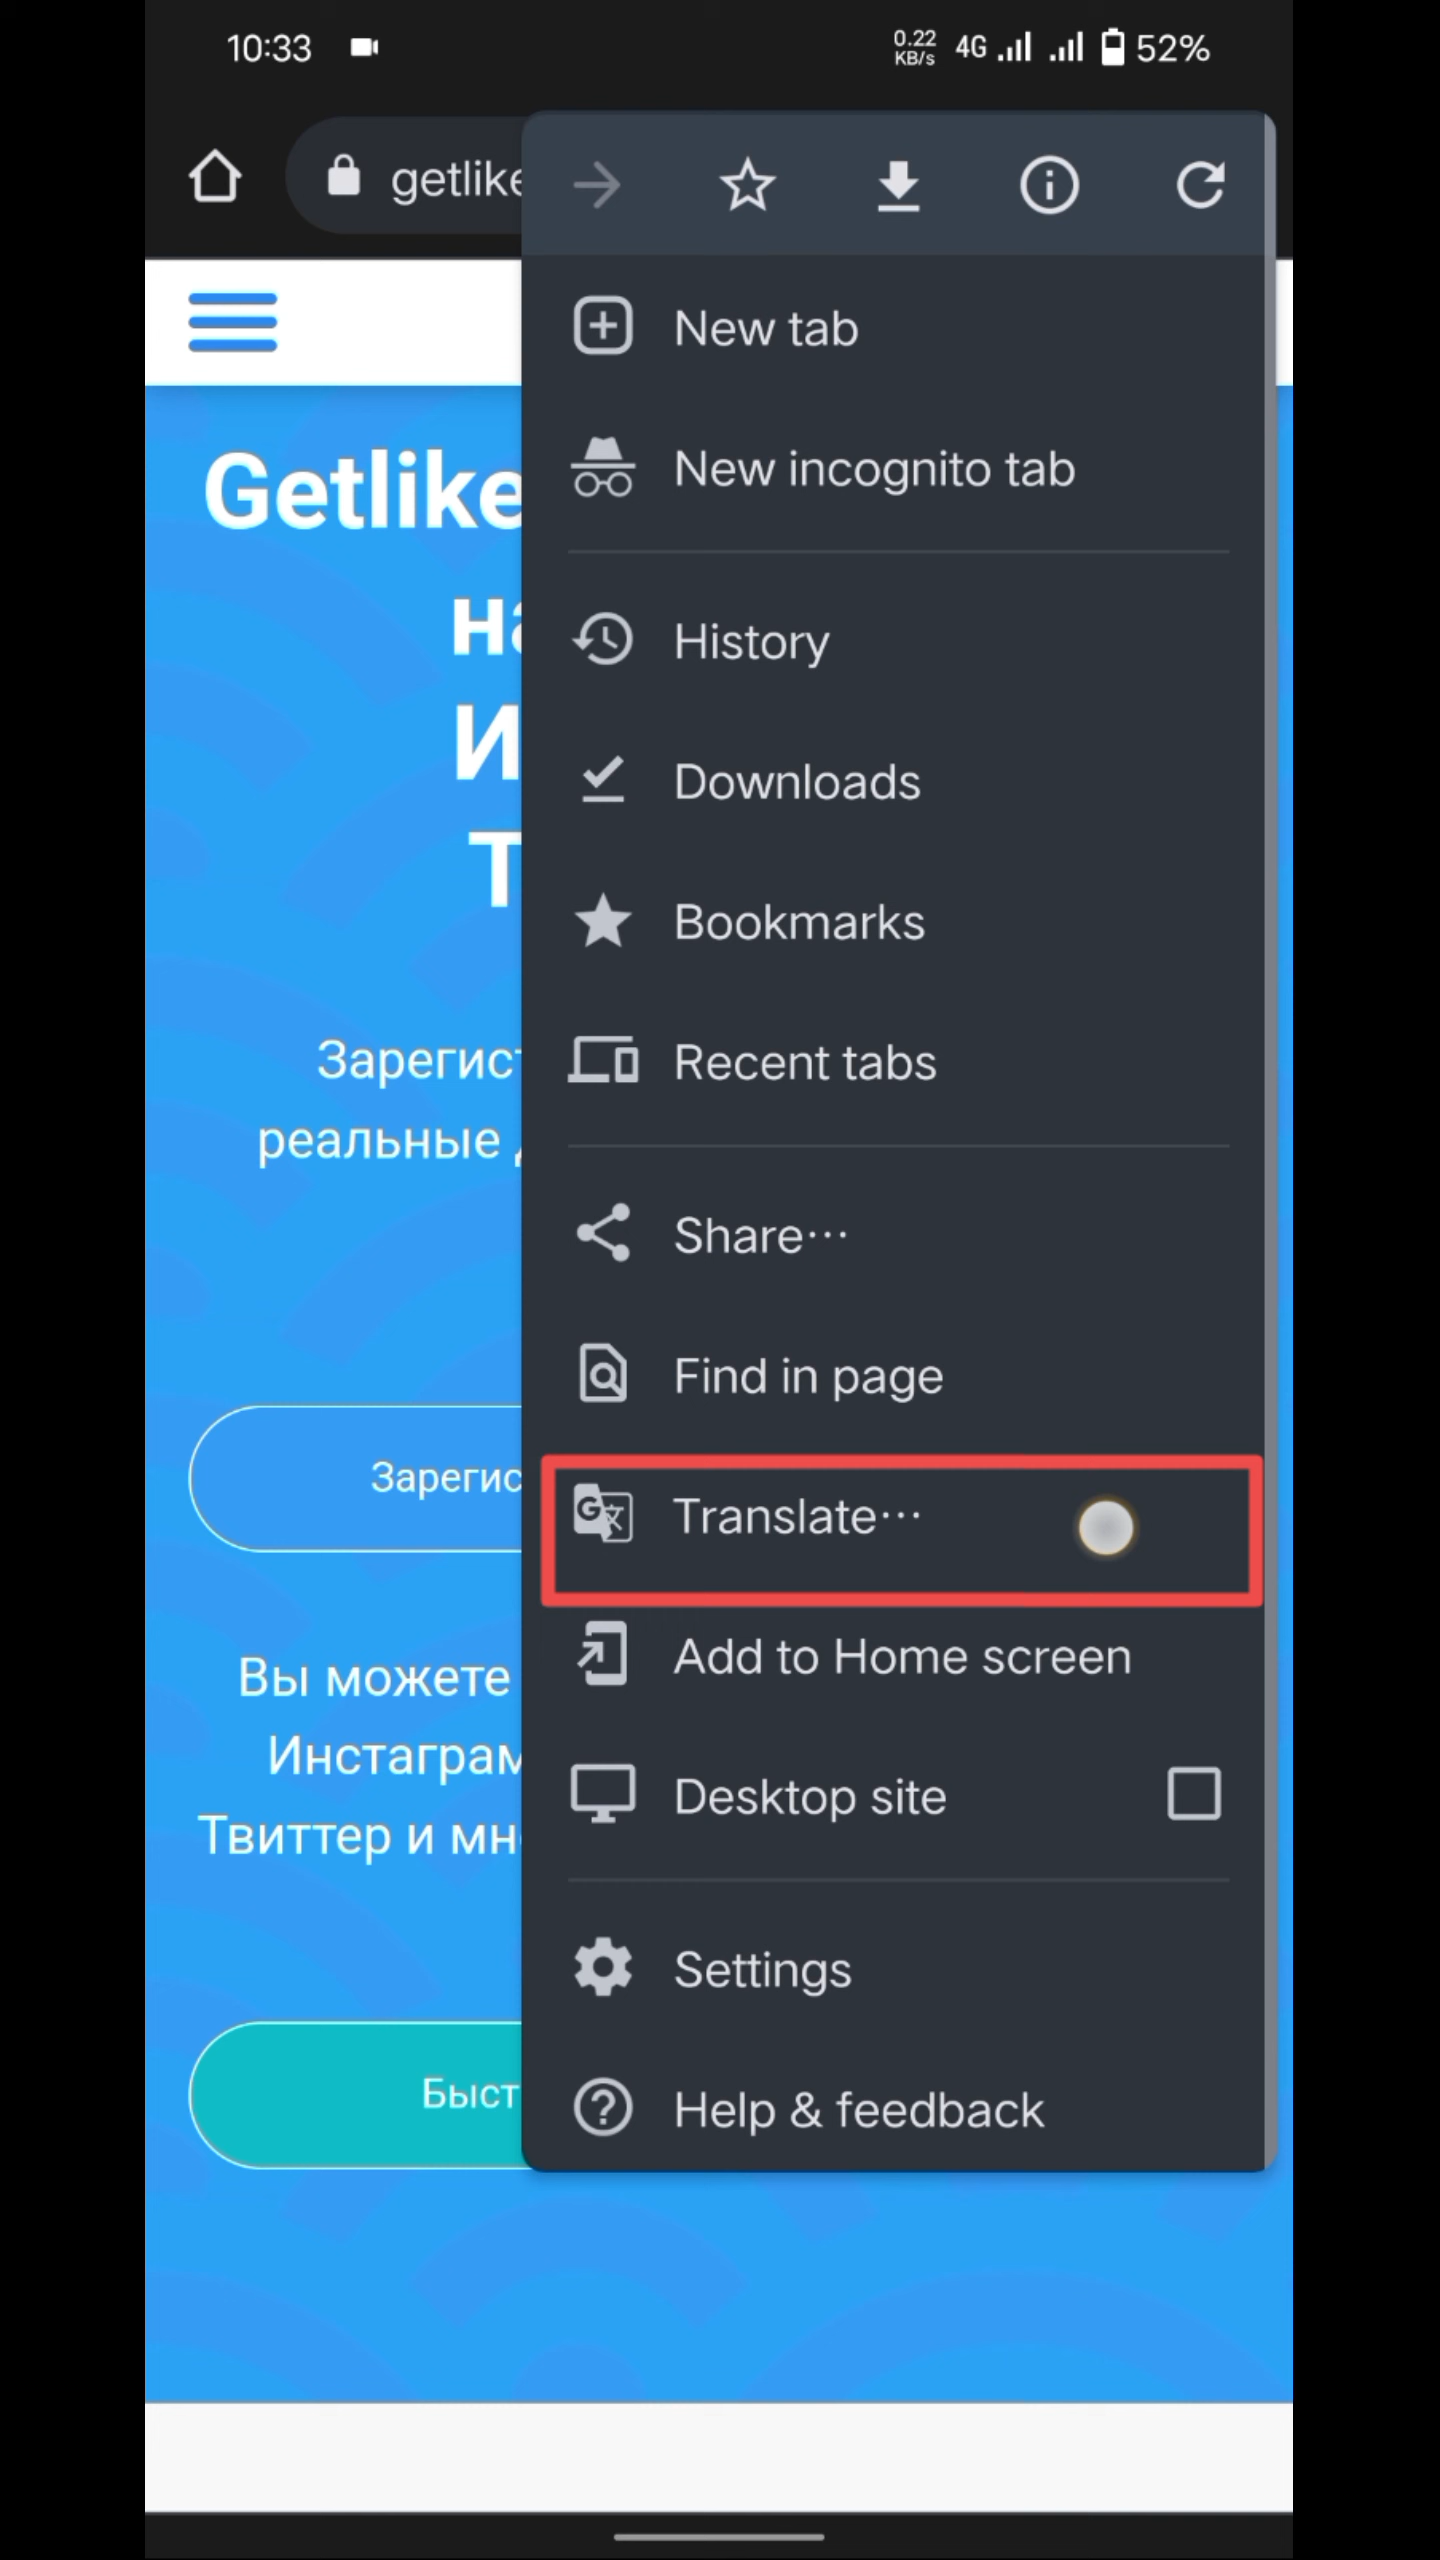 10:33
0.22
KB/s
4G
52%
getlike
New tab
New incognito tab
History
Downloads
Bookmarks
Recent tabs
Share…
Find in page
Translate…
Add to Home screen
Desktop site
Settings
Help & feedback
Getlike
на
И
Т
Зарегист
реальные
Зарегис
Вы можете
Инстаграм
Твиттер и мн
Быст